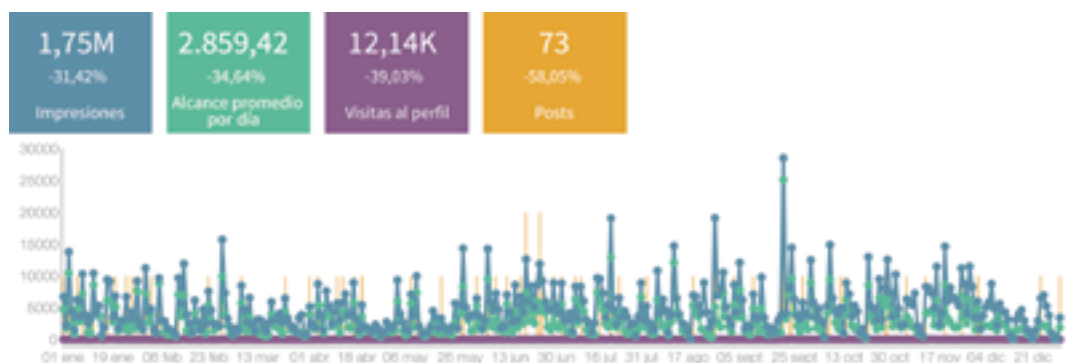 1,75M
-31,42%
Impresiones
2.859,42
-34,64%
Alcance promedio
por día
12,14K
-39,03%
Visitas al perfil
73
-58,05%
Posts
30000
25000
20000
15000
10000
5000
0
01 ene 19 ene 06 feb 23 feb 13 mar 01 abr 18 abr 06 may 26 may 13 jun 30 jun 16 jul 31 jul 17 ago 05 sept 25 sept 13 oct 30 oct 17 nov 04 dic 21 dic